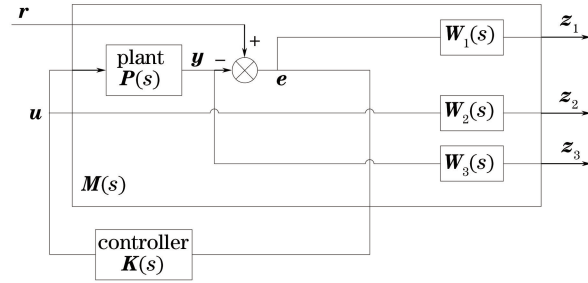 r
z₁
+
W₁(s)
plant
P(s)
y
−
e
u
W₂(s)
z₂
W₃(s)
z₃
M(s)
controller
K(s)